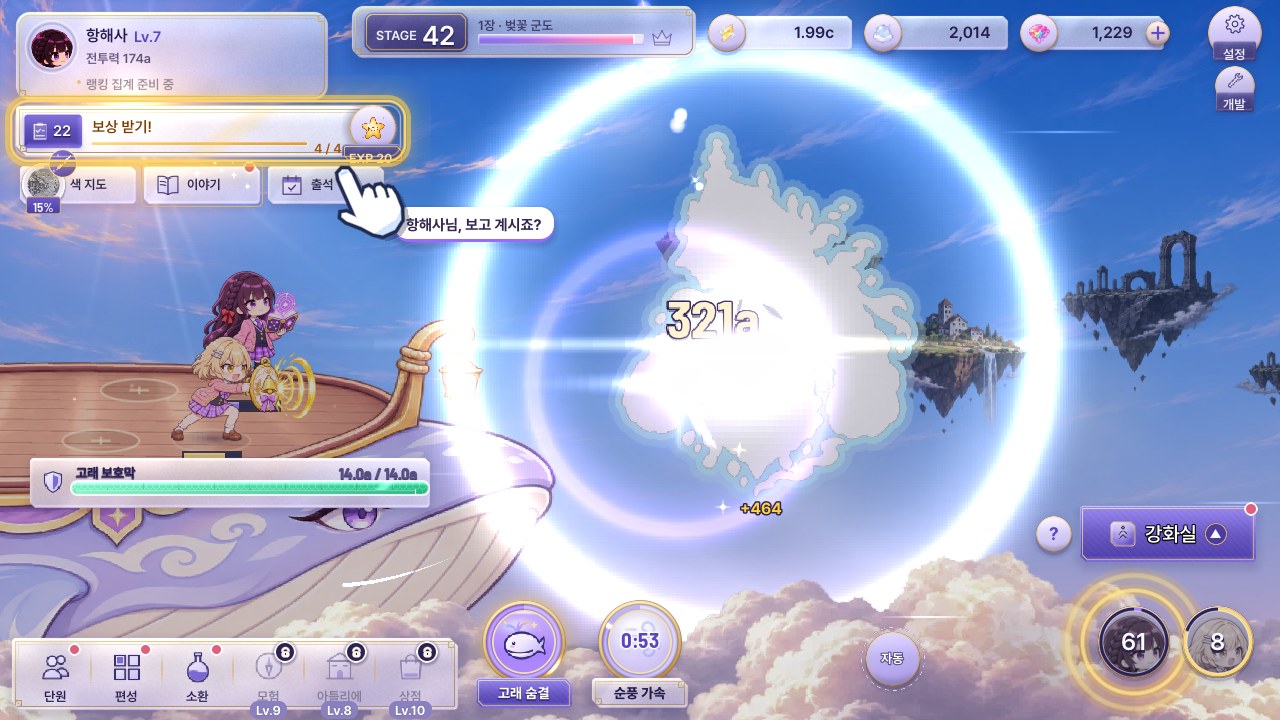 항해사 Lv.7
전투력 174a
* 랭킹 집계 준비 중
STAGE 42
1장 · 벚꽃 군도
1.99c
2,014
1,229
설정
개발
22
보상 받기!
4 / 4
EXP 20
색 지도
15%
이야기
출석
항해사님, 보고 계시죠?
321a
+464
고래 보호막
14.0a / 14.0a
?
강화실
단원
편성
소환
모험
Lv.9
아틀리에
Lv.8
상점
Lv.10
고래 숨결
0:53
순풍 가속
자동
61
8